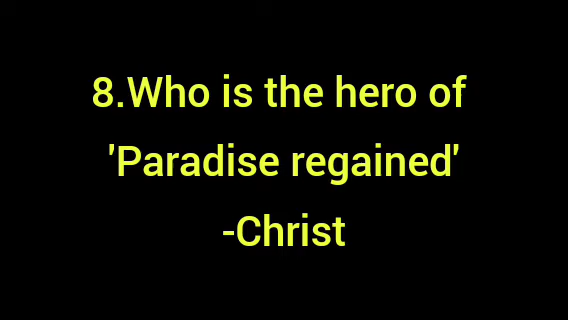 8.Who is the hero of
'Paradise regained'
-Christ